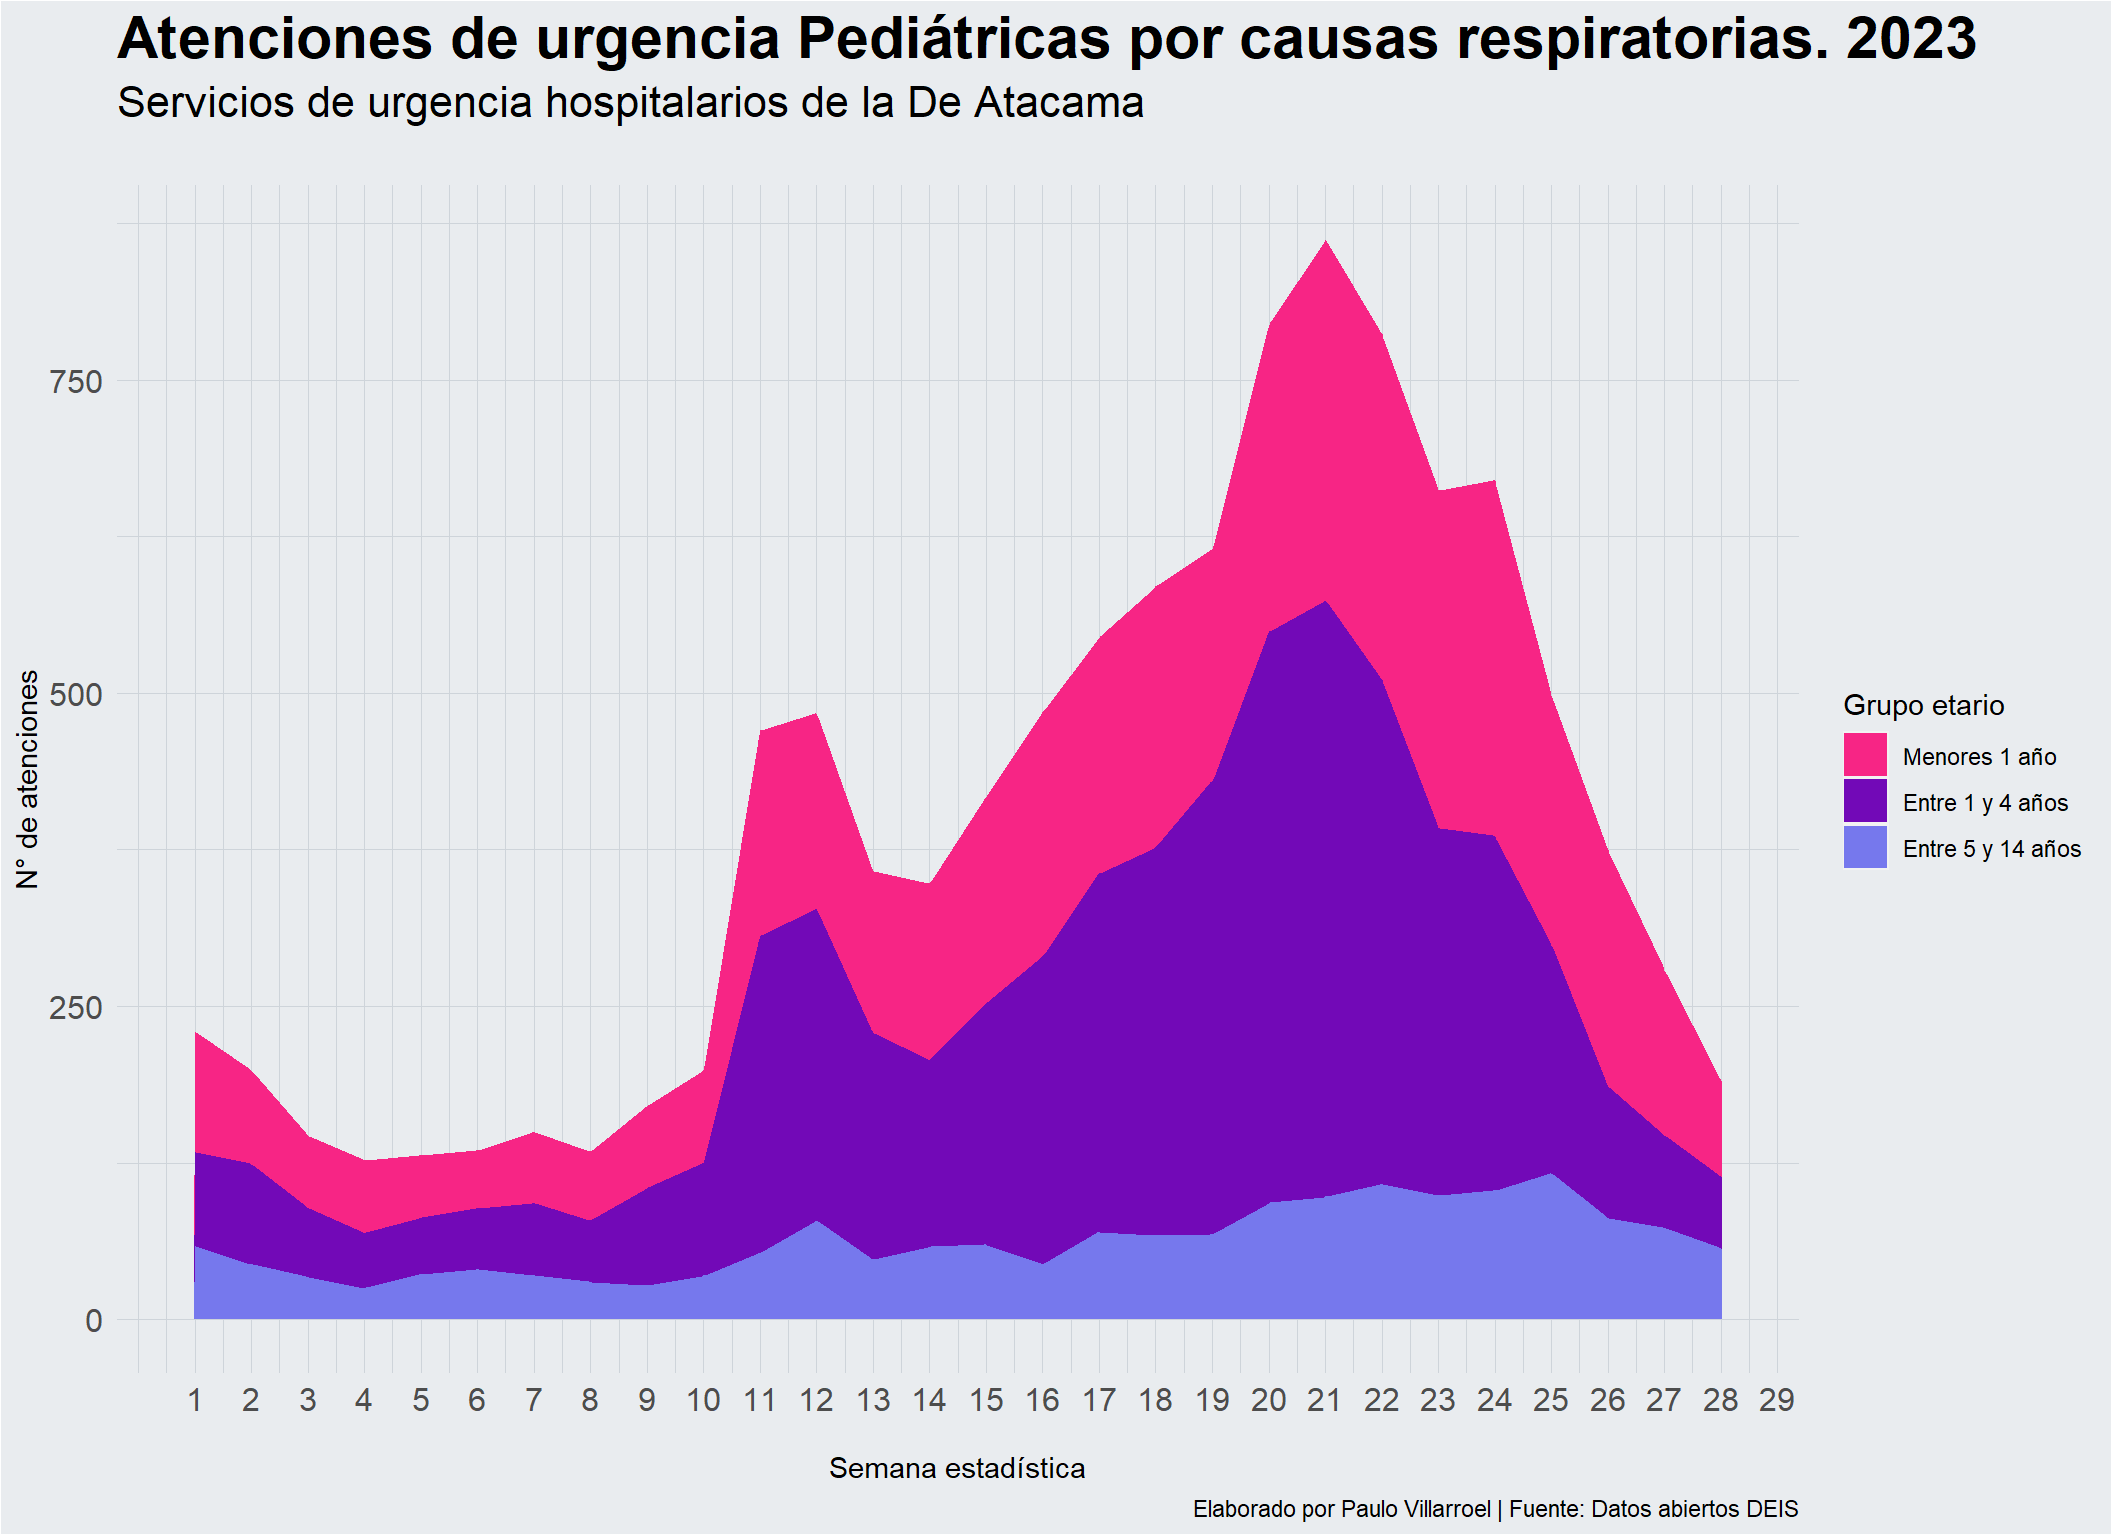 Atenciones de urgencia Pediátricas por causas respiratorias. 2023
Servicios de urgencia hospitalarios de la De Atacama
750
500
250
0
N° de atenciones
1 2 3 4 5 6 7 8 9 10 11 12 13 14 15 16 17 18 19 20 21 22 23 24 25 26 27 28 29
Semana estadística
Grupo etario
Menores 1 año
Entre 1 y 4 años
Entre 5 y 14 años
Elaborado por Paulo Villarroel | Fuente: Datos abiertos DEIS